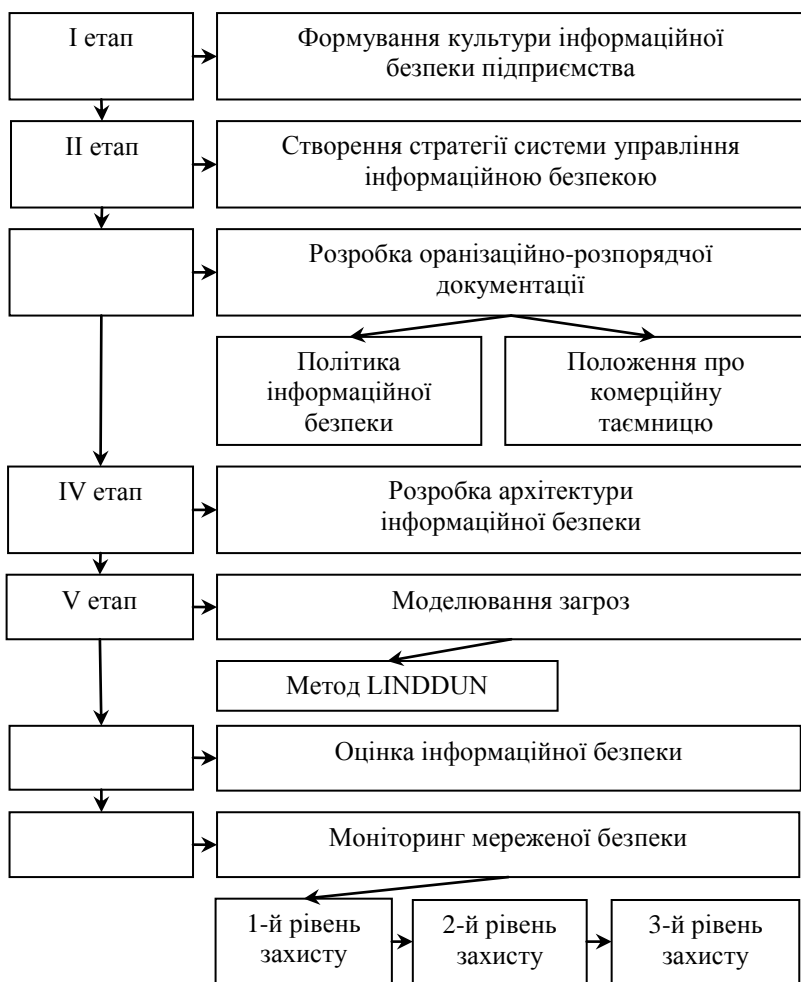 I етап
Формування культури інформаційної
безпеки підприємства
II етап
Створення стратегії системи управління
інформаційною безпекою
Розробка оранізаційно-розпорядчої
документації
Політика
інформаційної
безпеки
Положення про
комерційну
таємницю
IV етап
Розробка архітектури
інформаційної безпеки
V етап
Моделювання загроз
Метод LINDDUN
Оцінка інформаційної безпеки
Моніторинг мереженої безпеки
1-й рівень
захисту
2-й рівень
захисту
3-й рівень
захисту